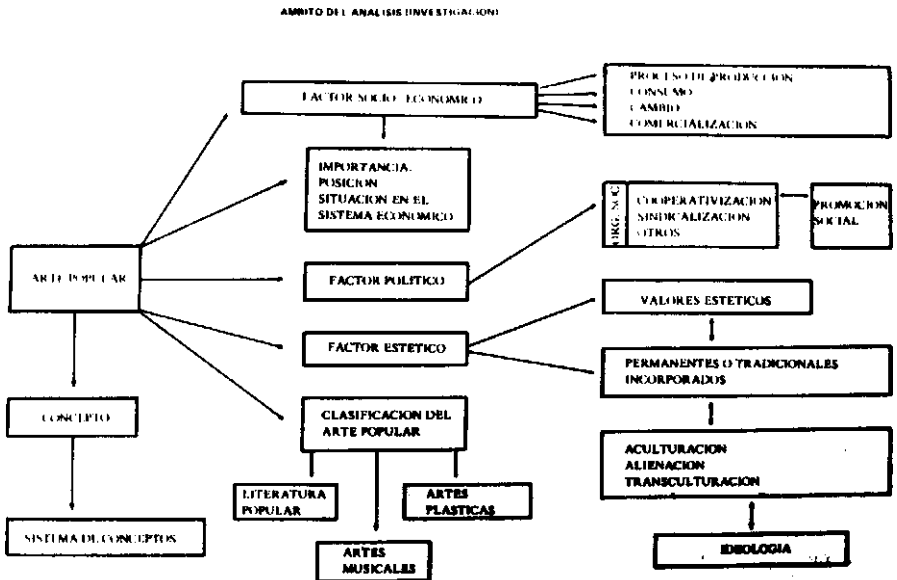 AMBITO DEL ANALISIS (INVESTIGACION)
FACTOR SOCIO-ECONOMICO
PROCESO DE PRODUCCION
CONSUMO
CAMBIO
COMERCIALIZACION
IMPORTANCIA.
POSICION
SITUACION EN EL
SISTEMA ECONOMICO
ORG. SOC.
COOPERATIVIZACION
SINDICALIZACION
OTROS
PROMOCION
SOCIAL
ARTE POPULAR
FACTOR POLITICO
VALORES ESTETICOS
FACTOR ESTETICO
PERMANENTES O TRADICIONALES
INCORPORADOS
CONCEPTO
CLASIFICACION DEL
ARTE POPULAR
ACULTURACION
ALIENACION
TRANSCULTURACION
LITERATURA
POPULAR
ARTES
PLASTICAS
SISTEMA DE CONCEPTOS
ARTES
MUSICALES
IDEOLOGIA